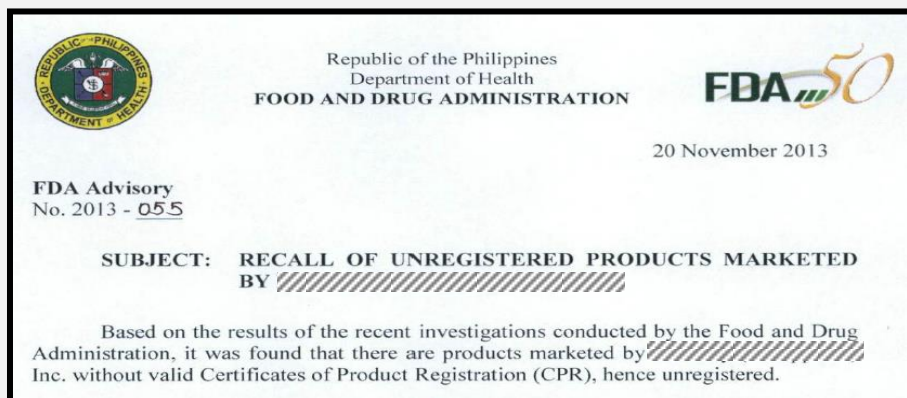 REPUBLIC OF THE PHILIPPINES
DEPARTMENT OF HEALTH
Republic of the Philippines
Department of Health
FOOD AND DRUG ADMINISTRATION
FDA 50
20 November 2013
FDA Advisory
No. 2013 - 055
SUBJECT: RECALL OF UNREGISTERED PRODUCTS MARKETED
BY
Based on the results of the recent investigations conducted by the Food and Drug
Administration, it was found that there are products marketed by
Inc. without valid Certificates of Product Registration (CPR), hence unregistered.